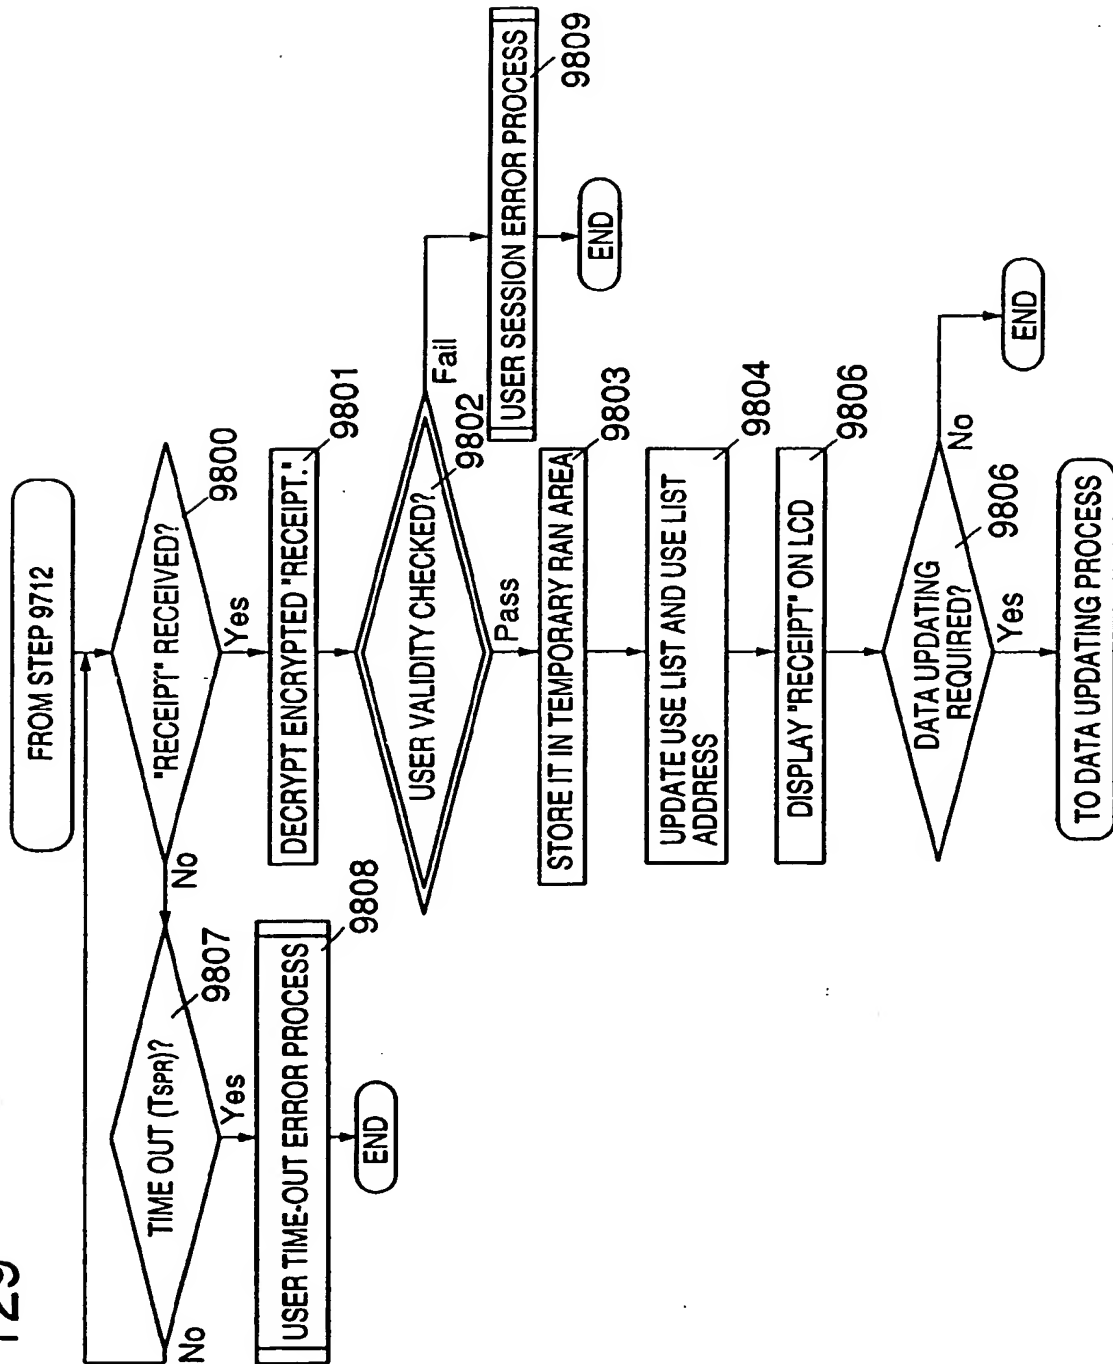 129
FROM STEP 9712
"RECEIPT" RECEIVED?
9800
Yes
No
TIME OUT (TSPR)?
9807
No
Yes
USER TIME-OUT ERROR PROCESS
9808
END
DECRYPT ENCRYPTED "RECEIPT."
9801
USER VALIDITY CHECKED?
9802
Fail
Pass
USER SESSION ERROR PROCESS
9809
END
STORE IT IN TEMPORARY RAN AREA
9803
UPDATE USE LIST AND USE LIST
ADDRESS
9804
DISPLAY "RECEIPT" ON LCD
9806
DATA UPDATING
REQUIRED?
9806
No
END
Yes
TO DATA UPDATING PROCESS